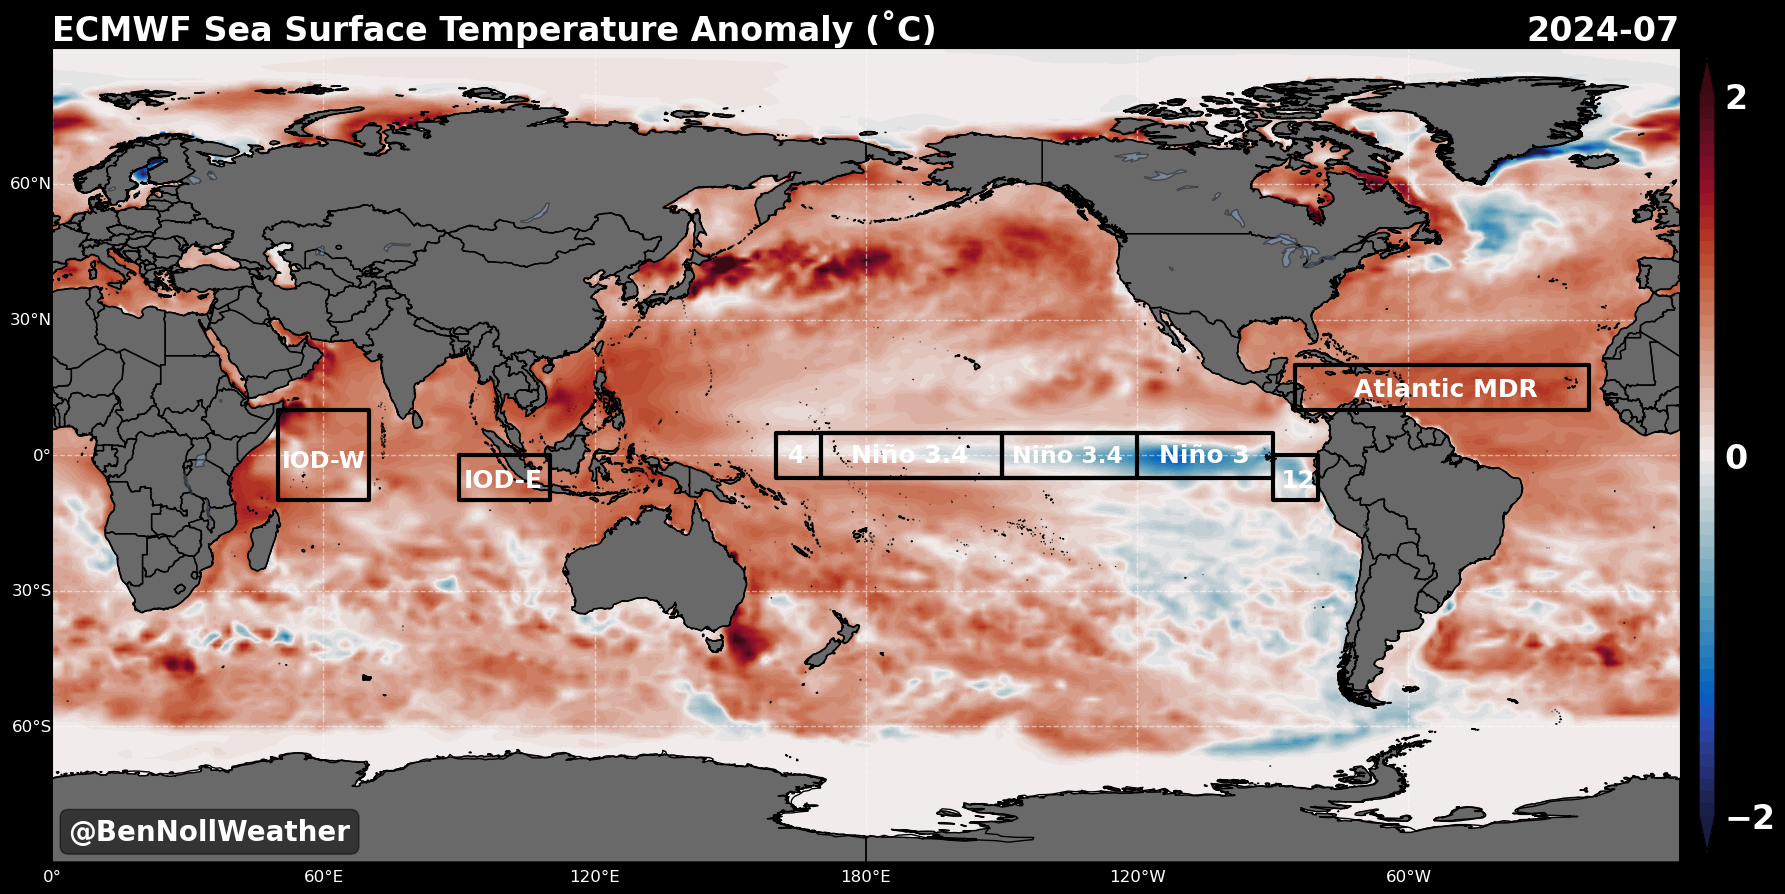 ECMWF Sea Surface Temperature Anomaly (˚C)
2024-07
2
0
−2
60°N
30°N
0°
30°S
60°S
IOD-W
IOD-E
4
Niño 3.4
Niño 3.4
Niño 3
12
Atlantic MDR
@BenNollWeather
0°
60°E
120°E
180°E
120°W
60°W